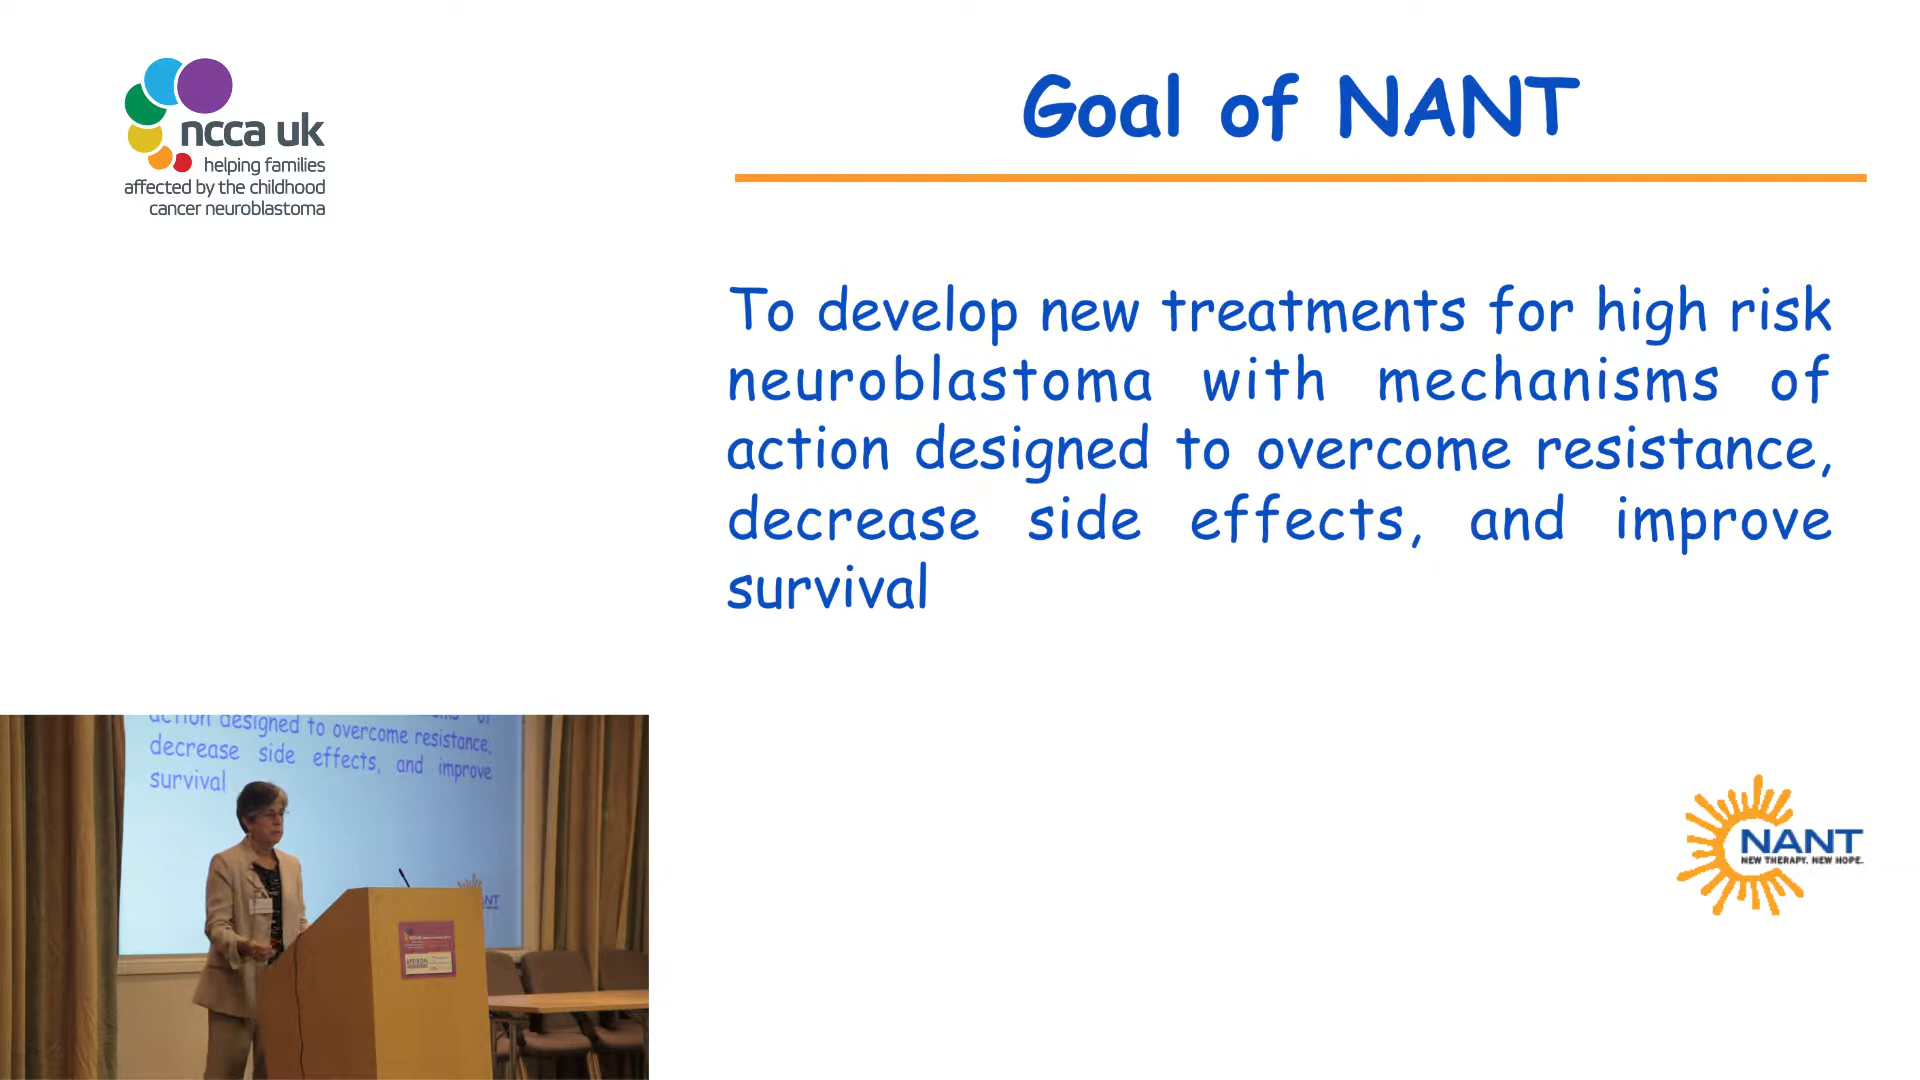 ncca uk
helping families
affected by the childhood
cancer neuroblastoma
Goal of NANT
To develop new treatments for high risk
neuroblastoma with mechanisms of
action designed to overcome resistance,
decrease side effects, and improve
survival
action designed to overcome resistance,
decrease side effects, and improve
survival
NANT
APEIRON
NANT
NEW THERAPY. NEW HOPE.